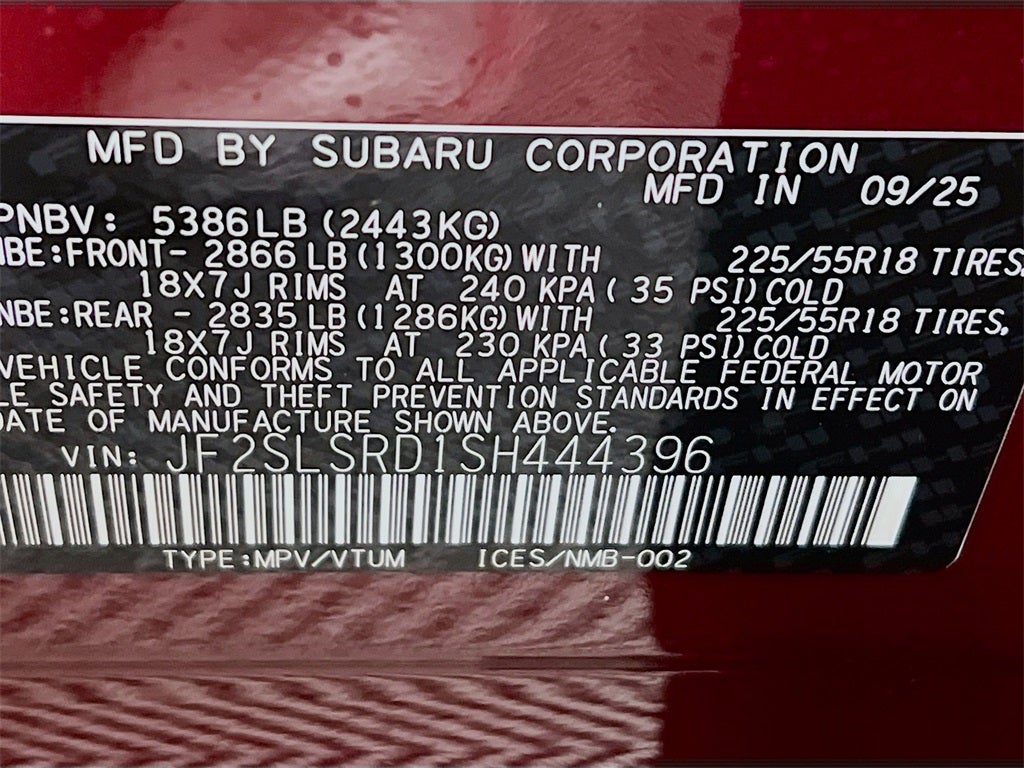 MFD BY SUBARU CORPORATION
MFD IN 09/25
PNBV: 5386LB (2443KG)
NBE:FRONT- 2866 LB (1300KG) WITH 225/55R18 TIRES,
18X7J RIMS AT 240 KPA ( 35 PSI) COLD
NBE:REAR - 2835 LB (1286KG) WITH 225/55R18 TIRES,
18X7J RIMS AT 230 KPA ( 33 PSI) COLD
VEHICLE CONFORMS TO ALL APPLICABLE FEDERAL MOTOR
LE SAFETY AND THEFT PREVENTION STANDARDS IN EFFECT ON
DATE OF MANUFACTURE SHOWN ABOVE.
VIN: JF2SLSRD1SH444396
TYPE:MPV/VTUM ICES/NMB-002